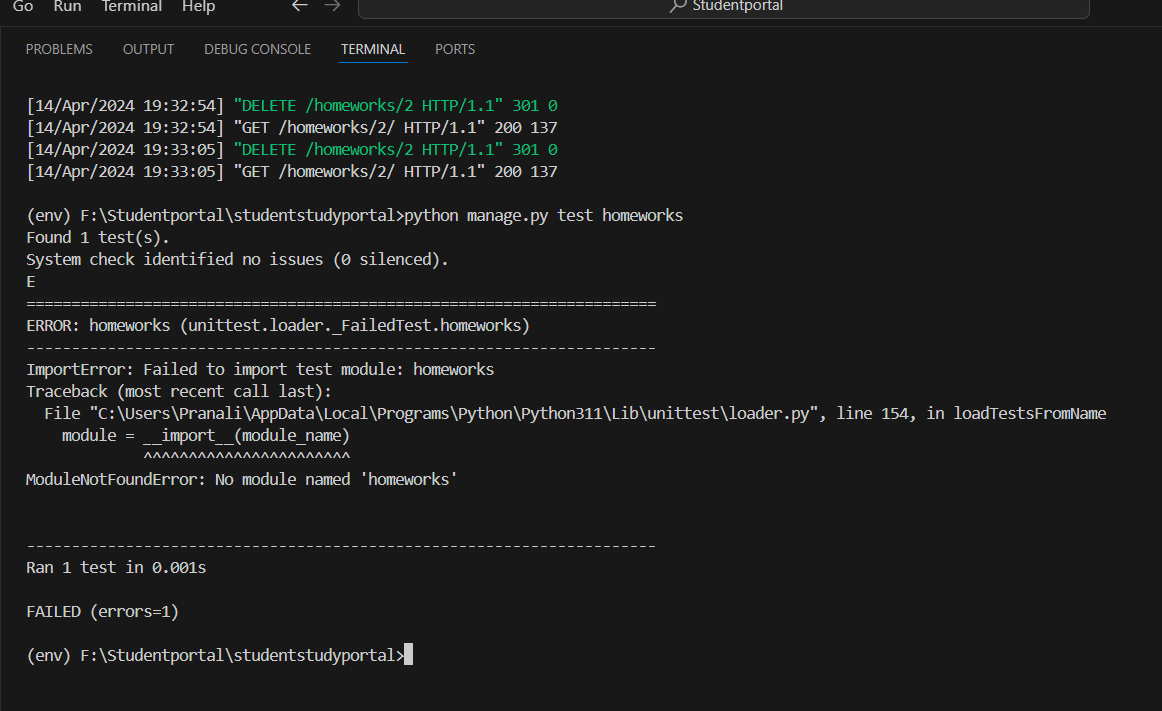 Go Run Terminal Help ← → Studentportal
PROBLEMS OUTPUT DEBUG CONSOLE TERMINAL PORTS
[14/Apr/2024 19:32:54] "DELETE /homeworks/2 HTTP/1.1" 301 0
[14/Apr/2024 19:32:54] "GET /homeworks/2/ HTTP/1.1" 200 137
[14/Apr/2024 19:33:05] "DELETE /homeworks/2 HTTP/1.1" 301 0
[14/Apr/2024 19:33:05] "GET /homeworks/2/ HTTP/1.1" 200 137
(env) F:\Studentportal\studentstudyportal>python manage.py test homeworks
Found 1 test(s).
System check identified no issues (0 silenced).
E
======================================================================
ERROR: homeworks (unittest.loader._FailedTest.homeworks)
----------------------------------------------------------------------
ImportError: Failed to import test module: homeworks
Traceback (most recent call last):
  File "C:\Users\Pranali\AppData\Local\Programs\Python\Python311\Lib\unittest\loader.py", line 154, in loadTestsFromName
    module = __import__(module_name)
             ^^^^^^^^^^^^^^^^^^^^^^^
ModuleNotFoundError: No module named 'homeworks'
----------------------------------------------------------------------
Ran 1 test in 0.001s
FAILED (errors=1)
(env) F:\Studentportal\studentstudyportal>